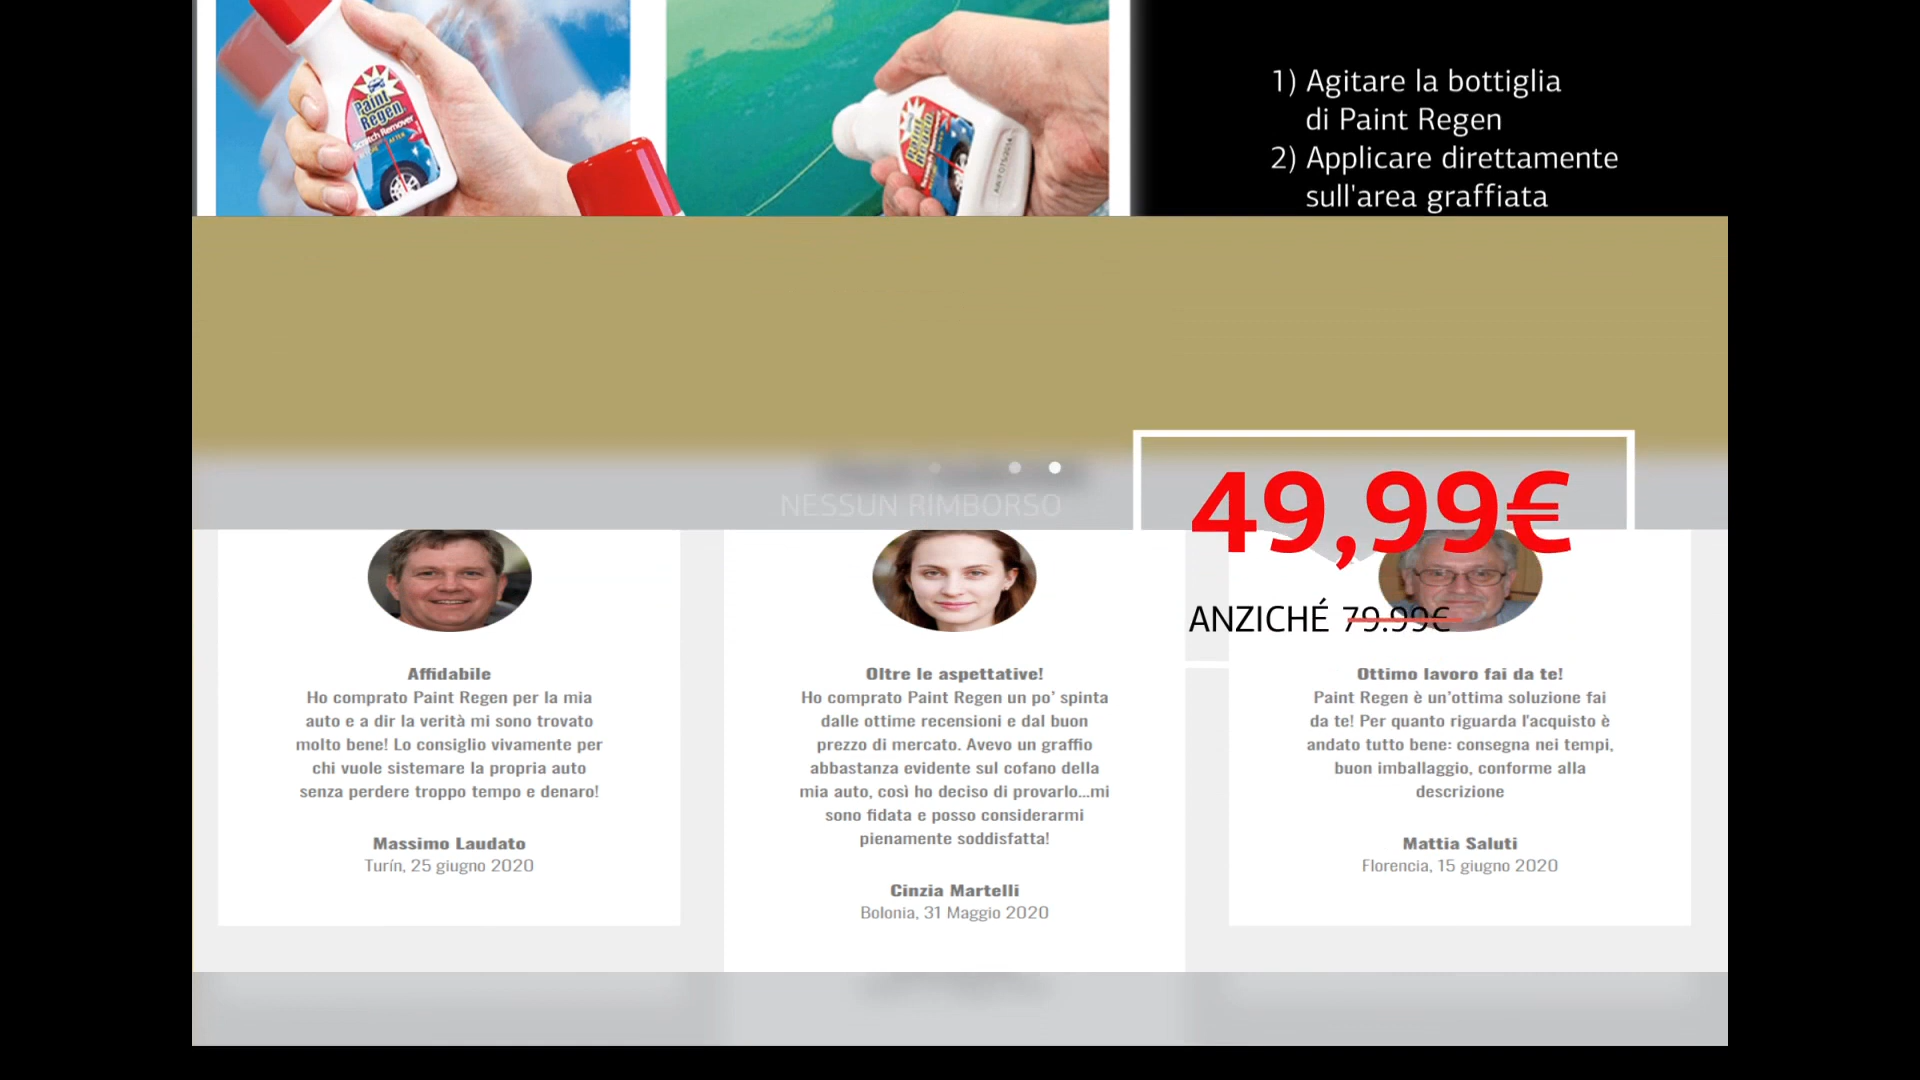 Paint
Regen
Scratch Remover
1) Agitare la bottiglia
di Paint Regen
2) Applicare direttamente
sull'area graffiata
NESSUN RIMBORSO
49,99€
ANZICHÉ 79.99€
Affidabile
Ho comprato Paint Regen per la mia
auto e a dir la verità mi sono trovato
molto bene! Lo consiglio vivamente per
chi vuole sistemare la propria auto
senza perdere troppo tempo e denaro!
Massimo Laudato
Turín, 25 giugno 2020
Oltre le aspettative!
Ho comprato Paint Regen un po’ spinta
dalle ottime recensioni e dal buon
prezzo di mercato. Avevo un graffio
abbastanza evidente sul cofano della
mia auto, così ho deciso di provarlo...mi
sono fidata e posso considerarmi
pienamente soddisfatta!
Cinzia Martelli
Bolonia, 31 Maggio 2020
Ottimo lavoro fai da te!
Paint Regen è un’ottima soluzione fai
da te! Per quanto riguarda l'acquisto è
andato tutto bene: consegna nei tempi,
buon imballaggio, conforme alla
descrizione
Mattia Saluti
Florencia, 15 giugno 2020